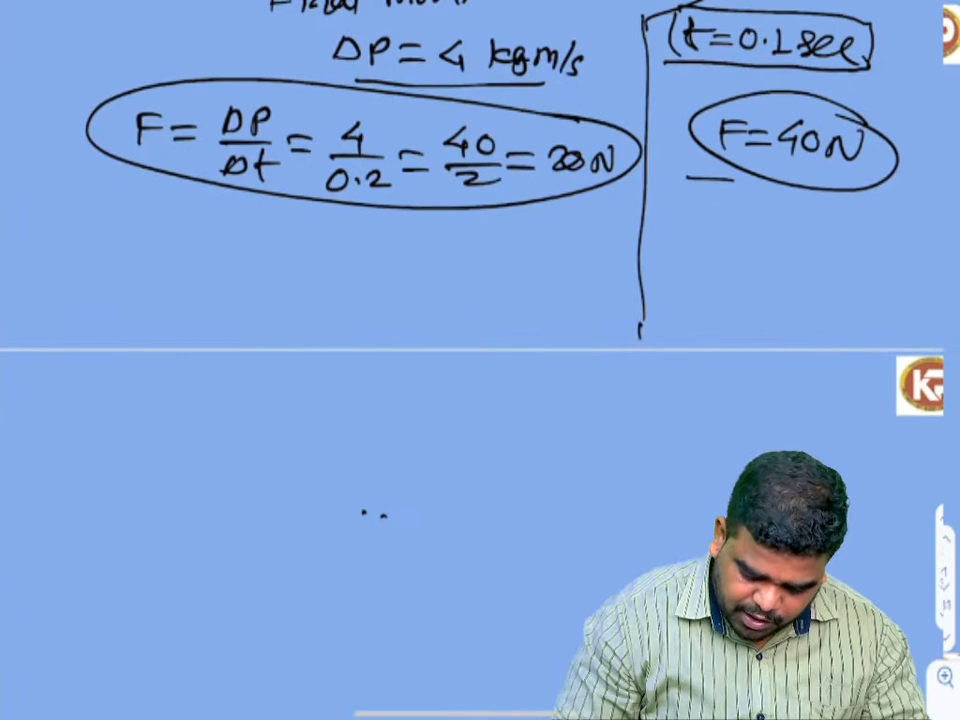 ΔP = 4 kgm/s
F = ΔP/Δt = 4/0.2 = 40/2 = 20N
(t = 0.1 sec)
F = 40N